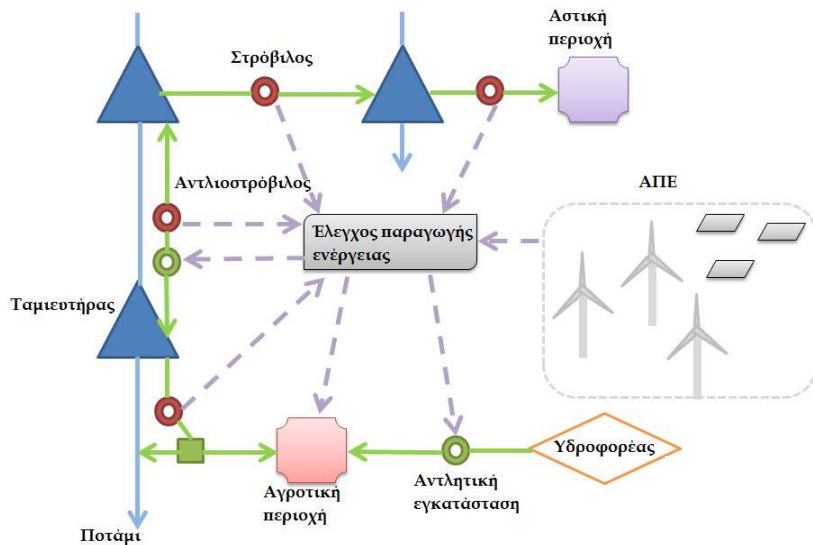 Αστική
περιοχή
Στρόβιλος
Αντλιοστρόβιλος
ΑΠΕ
Έλεγχος παραγωγής
ενέργειας
Ταμιευτήρας
Υδροφορέας
Αγροτική
περιοχή
Αντλητική
εγκατάσταση
Ποτάμι